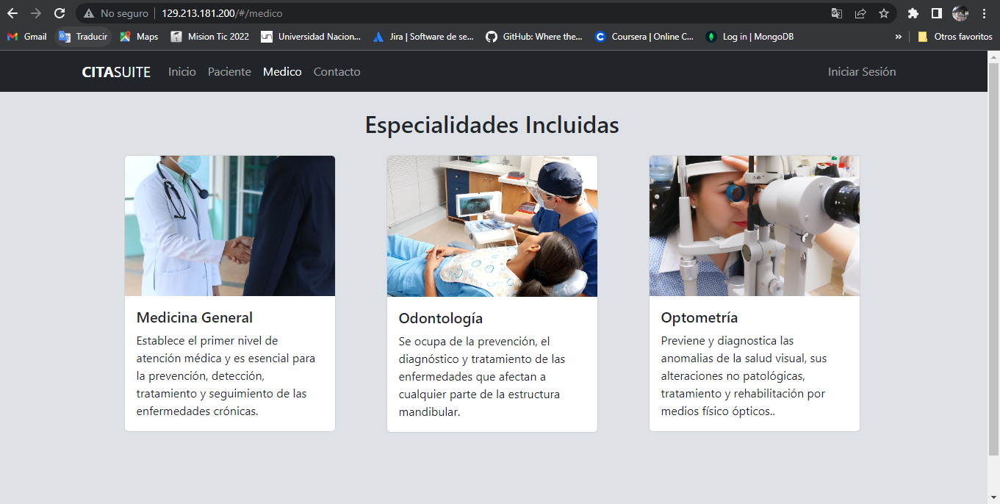 No seguro | 129.213.181.200/#/medico
Gmail Traducir Maps Mision Tic 2022 Universidad Nacion... Jira | Software de se... GitHub: Where the... Coursera | Online C... Log in | MongoDB » Otros favoritos
CITASUITE Inicio Paciente Medico Contacto Iniciar Sesión
Especialidades Incluidas
Medicina General
Establece el primer nivel de
atención médica y es esencial para
la prevención, detección,
tratamiento y seguimiento de las
enfermedades crónicas.
Odontología
Se ocupa de la prevención, el
diagnóstico y tratamiento de las
enfermedades que afectan a
cualquier parte de la estructura
mandibular.
Optometría
Previene y diagnostica las
anomalias de la salud visual, sus
alteraciones no patológicas,
tratamiento y rehabilitación por
medios físico ópticos..